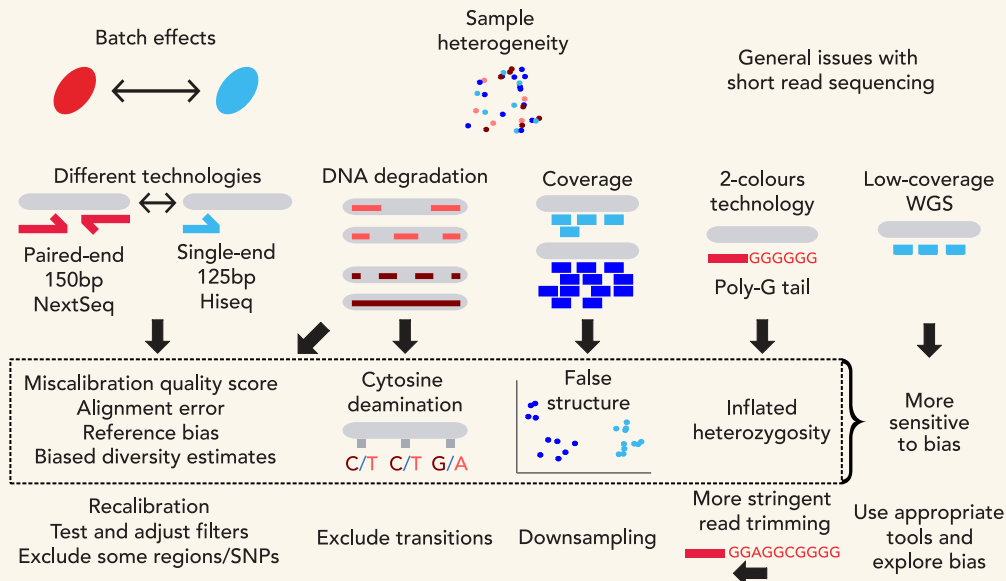 Batch effects
Sample
heterogeneity
General issues with
short read sequencing
Different technologies
Paired-end
150bp
NextSeq
Single-end
125bp
Hiseq
DNA degradation
Coverage
2-colours
technology
GGGGGG
Poly-G tail
Low-coverage
WGS
Miscalibration quality score
Alignment error
Reference bias
Biased diversity estimates
Cytosine
deamination
C/T C/T G/A
False
structure
Inflated
heterozygosity
More
sensitive
to bias
Recalibration
Test and adjust filters
Exclude some regions/SNPs
Exclude transitions
Downsampling
More stringent
read trimming
GGAGGCGGGG
Use appropriate
tools and
explore bias